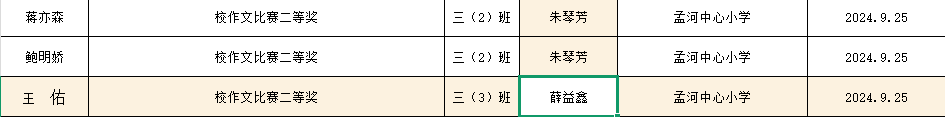 蒋亦森 校作文比赛二等奖 三（2）班 朱琴芳 孟河中心小学 2024.9.25
鲍明娇 校作文比赛二等奖 三（2）班 朱琴芳 孟河中心小学 2024.9.25
王　佑 校作文比赛二等奖 三（3）班 薛益鑫 孟河中心小学 2024.9.25